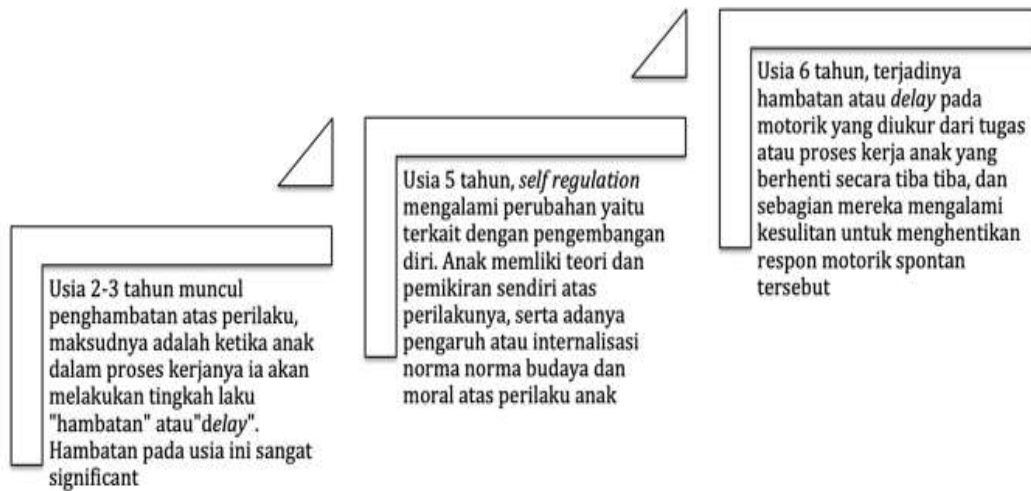 Usia 2-3 tahun muncul
penghambatan atas perilaku,
maksudnya adalah ketika anak
dalam proses kerjanya ia akan
melakukan tingkah laku
"hambatan" atau"delay".
Hambatan pada usia ini sangat
significant
Usia 5 tahun, self regulation
mengalami perubahan yaitu
terkait dengan pengembangan
diri. Anak memliki teori dan
pemikiran sendiri atas
perilakunya, serta adanya
pengaruh atau internalisasi
norma norma budaya dan
moral atas perilaku anak
Usia 6 tahun, terjadinya
hambatan atau delay pada
motorik yang diukur dari tugas
atau proses kerja anak yang
berhenti secara tiba tiba, dan
sebagian mereka mengalami
kesulitan untuk menghentikan
respon motorik spontan
tersebut